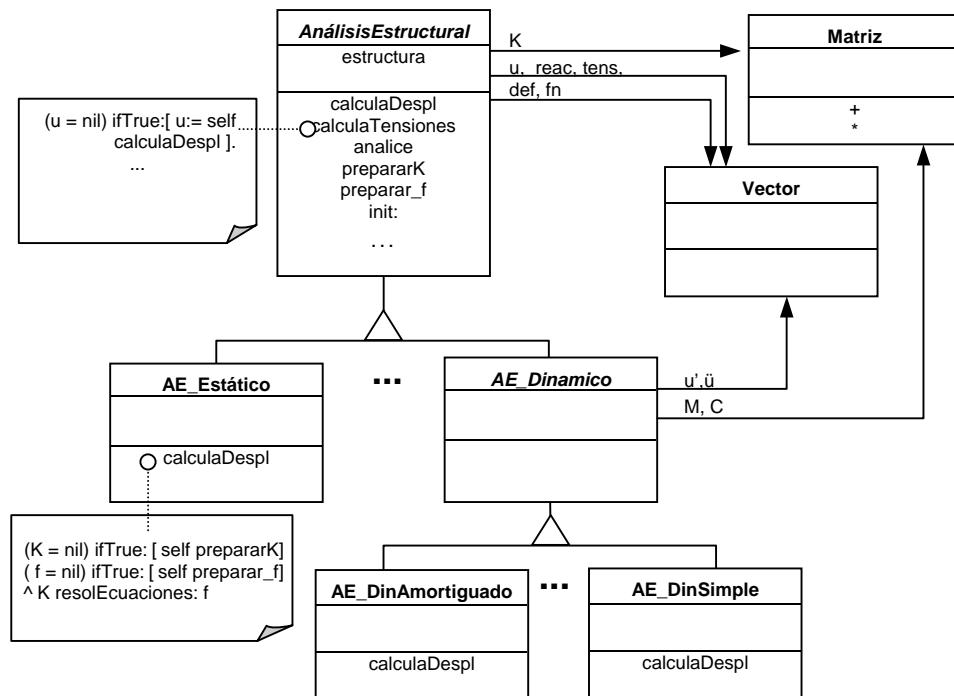 AnálisisEstructural
estructura
calculaDespl
calculaTensiones
analice
prepararK
preparar_f
init:
...
K
u, reac, tens,
def, fn
Matriz
+
*
Vector
(u = nil) ifTrue:[ u:= self
calculaDespl ].
...
AE_Estático
calculaDespl
...
AE_Dinamico
u',ü
M, C
(K = nil) ifTrue: [ self prepararK]
( f = nil) ifTrue: [ self preparar_f]
^ K resolEcuaciones: f
AE_DinAmortiguado
calculaDespl
...
AE_DinSimple
calculaDespl